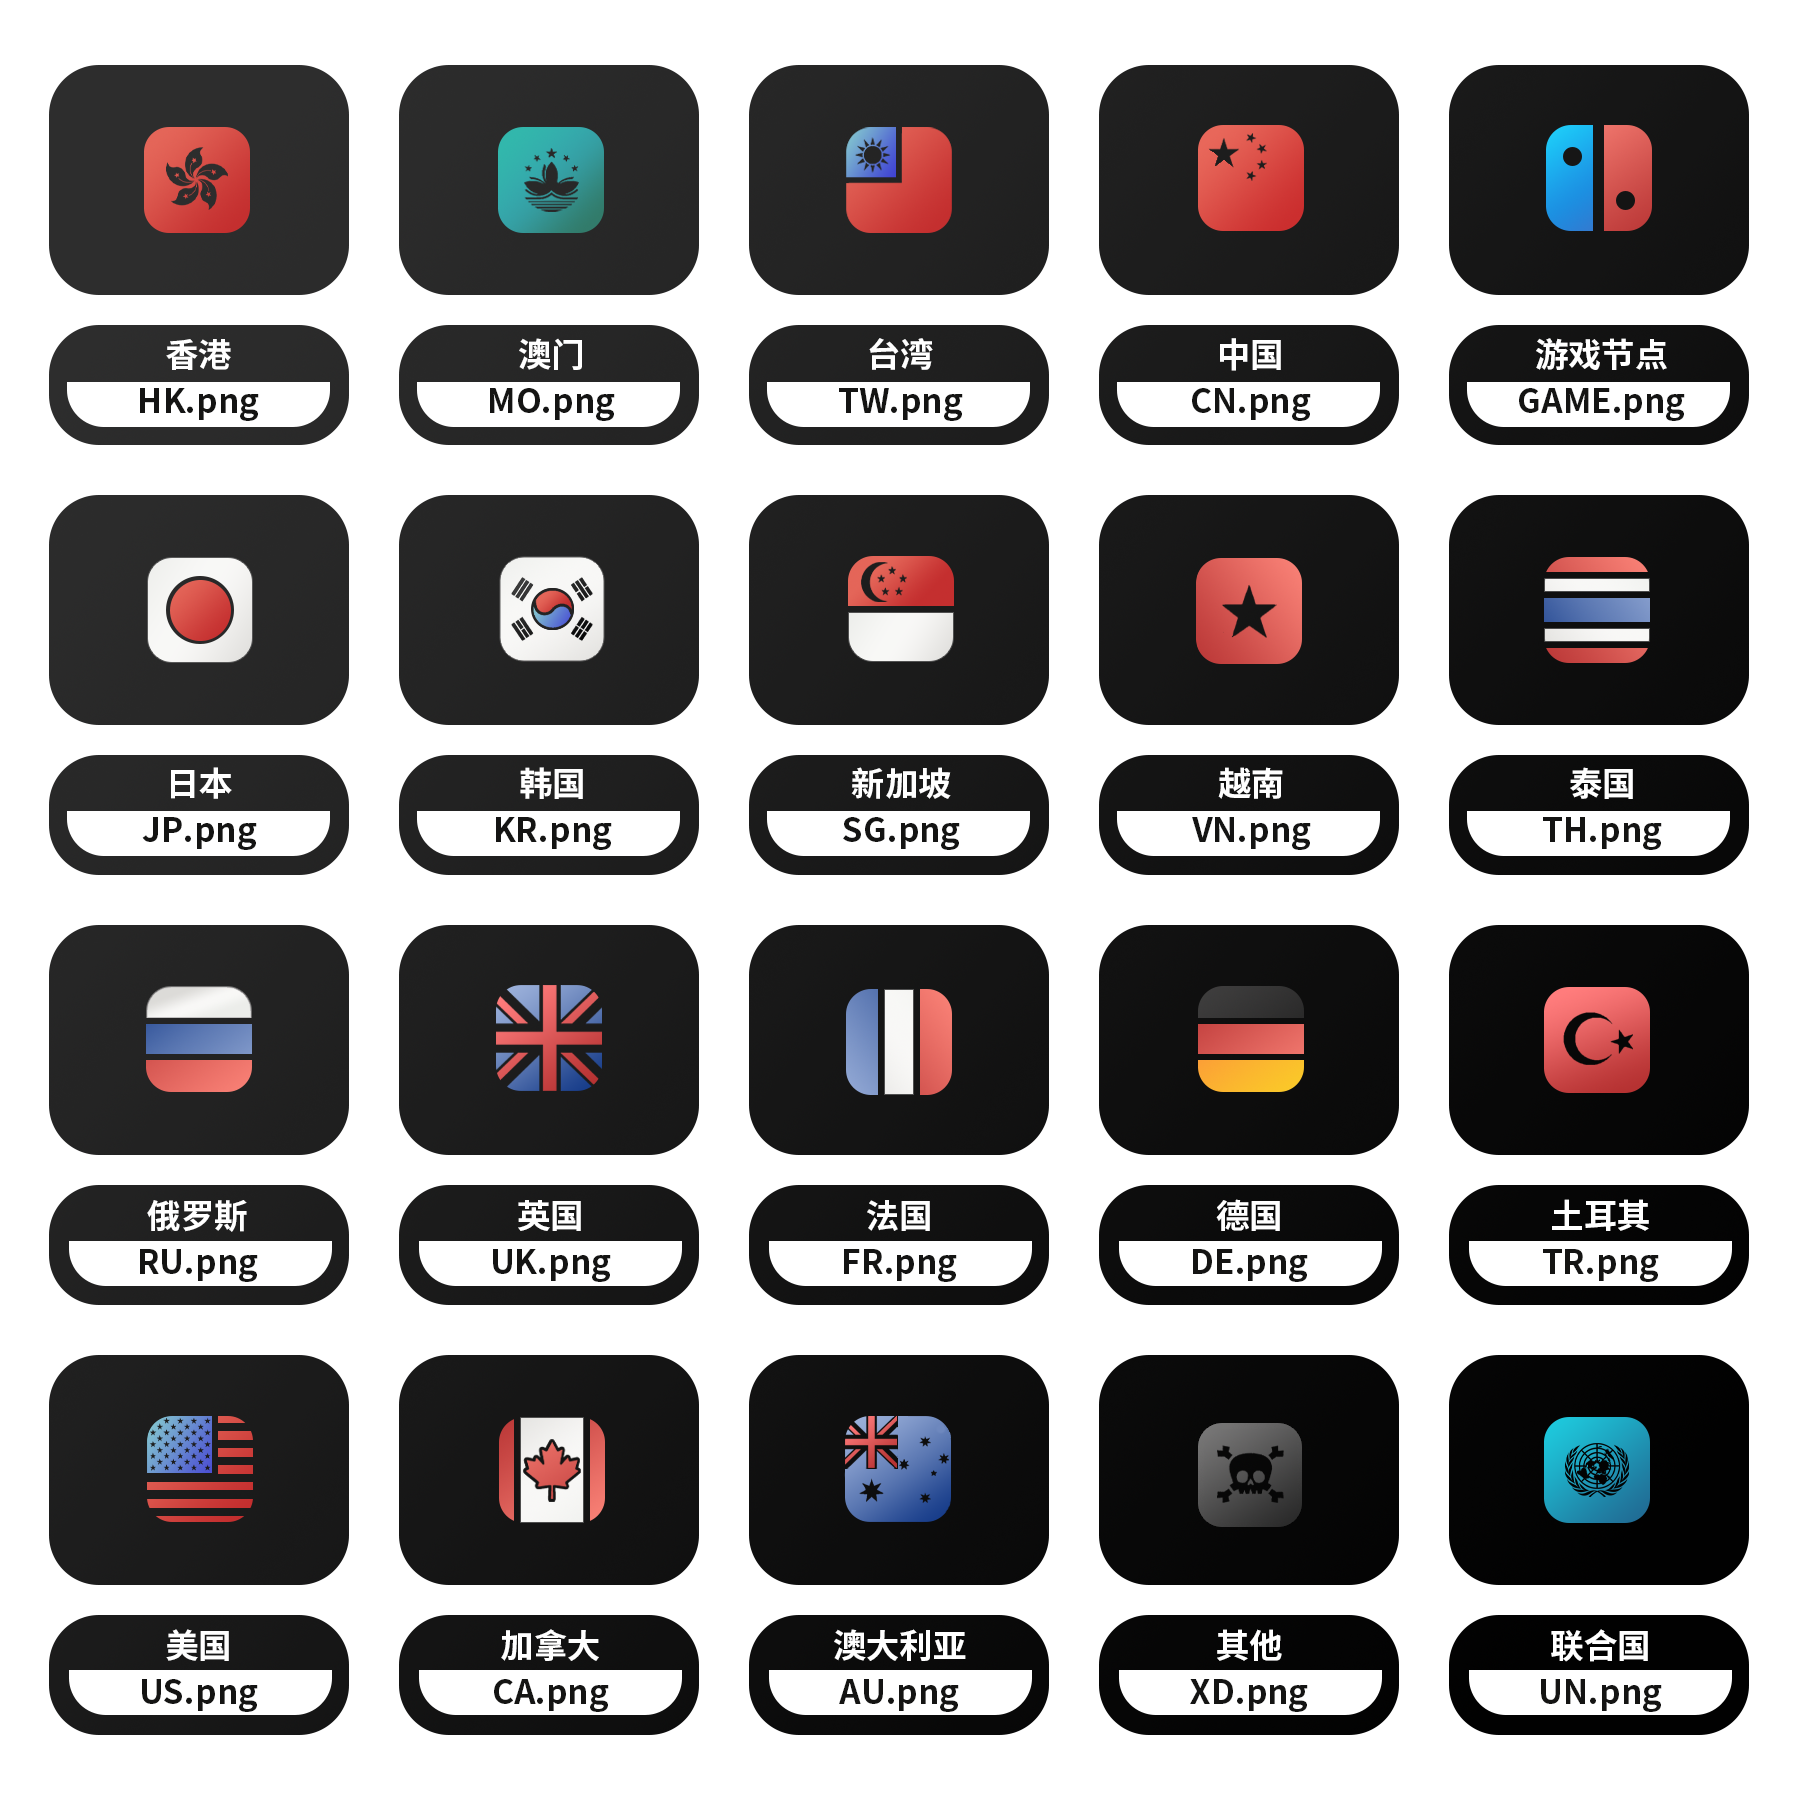 香港
HK.png
澳门
MO.png
台湾
TW.png
中国
CN.png
游戏节点
GAME.png
日本
JP.png
韩国
KR.png
新加坡
SG.png
越南
VN.png
泰国
TH.png
俄罗斯
RU.png
英国
UK.png
法国
FR.png
德国
DE.png
土耳其
TR.png
美国
US.png
加拿大
CA.png
澳大利亚
AU.png
其他
XD.png
联合国
UN.png